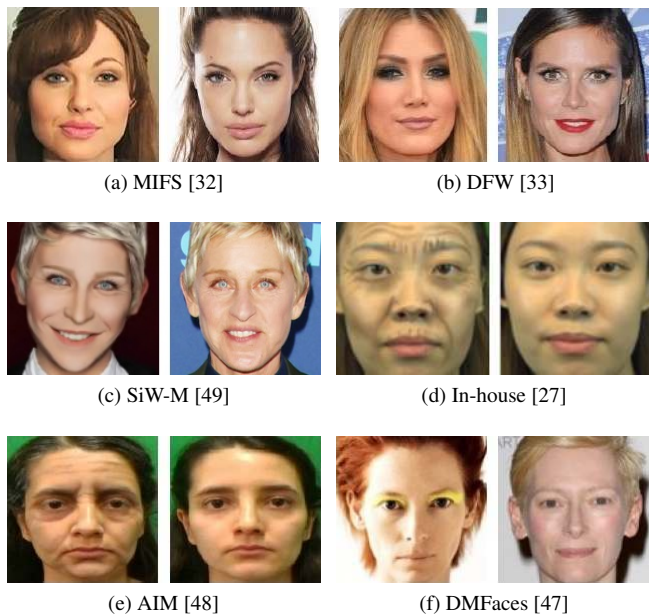 (a) MIFS [32]
(b) DFW [33]
(c) SiW-M [49]
(d) In-house [27]
(e) AIM [48]
(f) DMFaces [47]